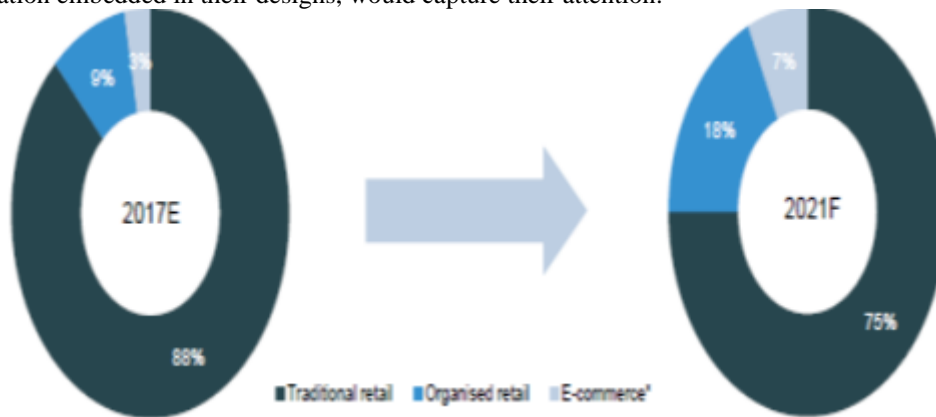 ation embedded in their designs, would capture their attention.
3%
9%
2017E
88%
7%
18%
2021F
75%
Traditional retail Organised retail E-commerce*